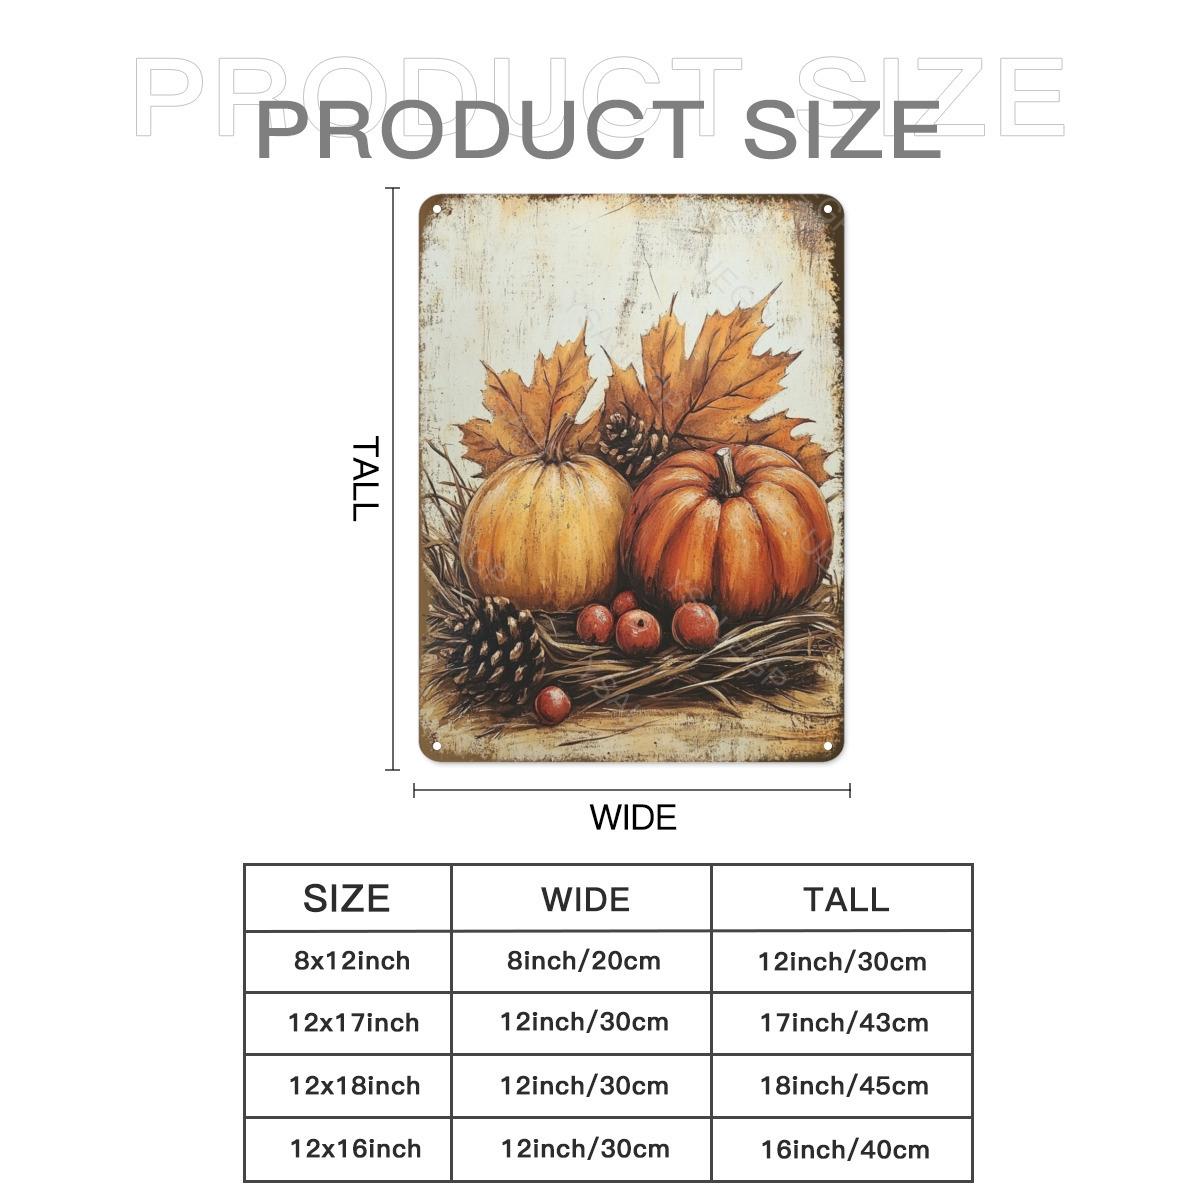 PRODUCT SIZE
PRODUCT SIZE
TALL
WIDE
SIZE WIDE TALL
8x12inch 8inch/20cm 12inch/30cm
12x17inch 12inch/30cm 17inch/43cm
12x18inch 12inch/30cm 18inch/45cm
12x16inch 12inch/30cm 16inch/40cm